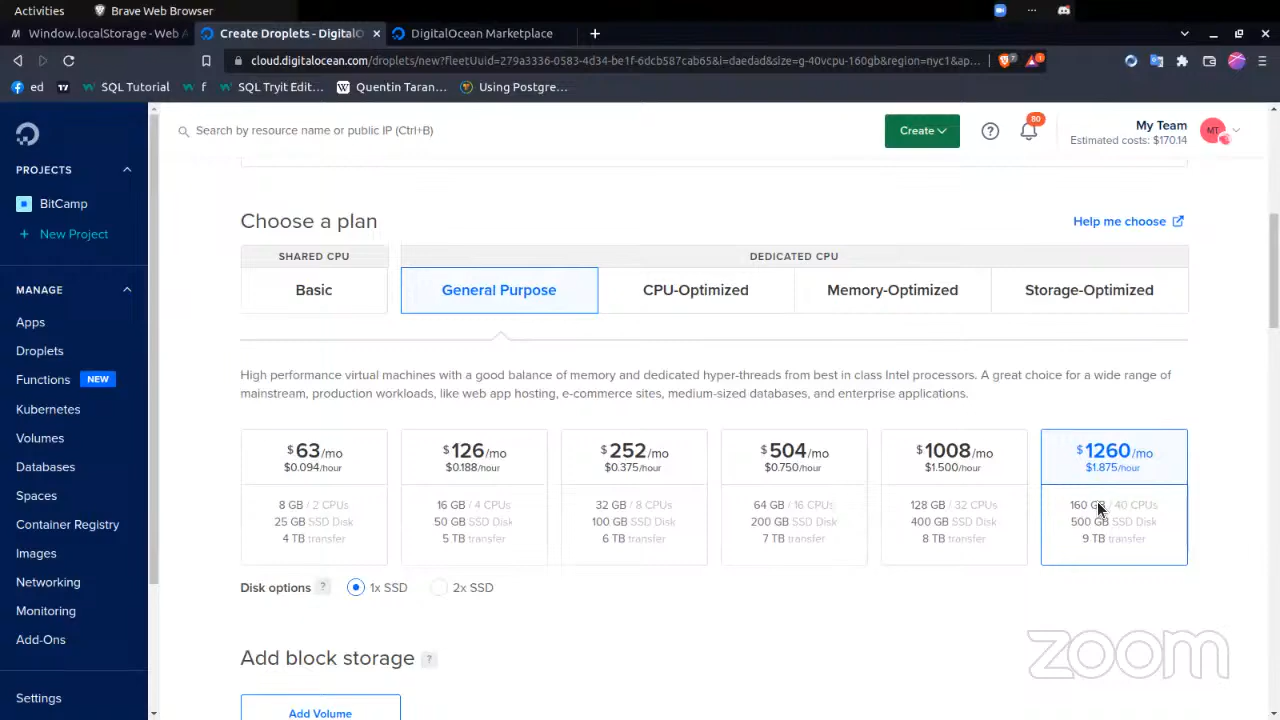 Activities
Brave Web Browser
Window.localStorage - Web A
Create Droplets - DigitalO
DigitalOcean Marketplace
cloud.digitalocean.com/droplets/new?fleetUuid=279a3336-0583-4d34-be1f-6dcb587cab65&i=daedad&size=g-40vcpu-160gb&region=nyc1&ap...
ed
SQL Tutorial
f
SQL Tryit Edit...
Quentin Taran...
Using Postgre...
Search by resource name or public IP (Ctrl+B)
Create
?
80
My Team
Estimated costs: $170.14
MT
PROJECTS
BitCamp
+ New Project
MANAGE
Apps
Droplets
Functions NEW
Kubernetes
Volumes
Databases
Spaces
Container Registry
Images
Networking
Monitoring
Add-Ons
Settings
Choose a plan
Help me choose
SHARED CPU
DEDICATED CPU
Basic
General Purpose
CPU-Optimized
Memory-Optimized
Storage-Optimized
High performance virtual machines with a good balance of memory and dedicated hyper-threads from best in class Intel processors. A great choice for a wide range of
mainstream, production workloads, like web app hosting, e-commerce sites, medium-sized databases, and enterprise applications.
$63/mo
$0.094/hour
8 GB / 2 CPUs
25 GB SSD Disk
4 TB transfer
$126/mo
$0.188/hour
16 GB / 4 CPUs
50 GB SSD Disk
5 TB transfer
$252/mo
$0.375/hour
32 GB / 8 CPUs
100 GB SSD Disk
6 TB transfer
$504/mo
$0.750/hour
64 GB / 16 CPUs
200 GB SSD Disk
7 TB transfer
$1008/mo
$1.500/hour
128 GB / 32 CPUs
400 GB SSD Disk
8 TB transfer
$1260/mo
$1.875/hour
160 GB / 40 CPUs
500 GB SSD Disk
9 TB transfer
Disk options ?
1x SSD
2x SSD
Add block storage ?
Add Volume
zoom